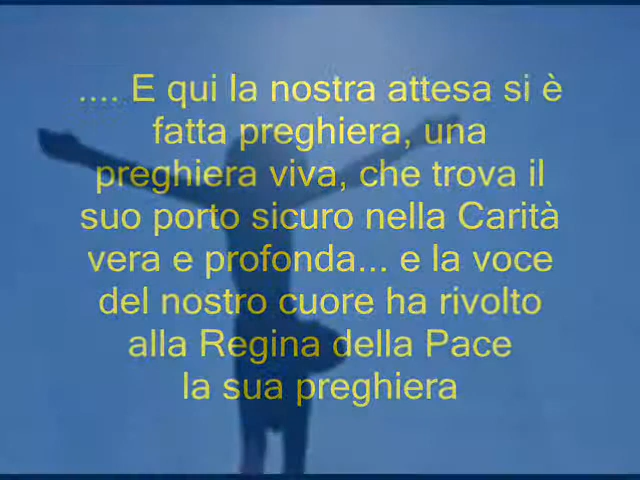 .... E qui la nostra attesa si è
fatta preghiera, una
preghiera viva, che trova il
suo porto sicuro nella Carità
vera e profonda... e la voce
del nostro cuore ha rivolto
alla Regina della Pace
la sua preghiera